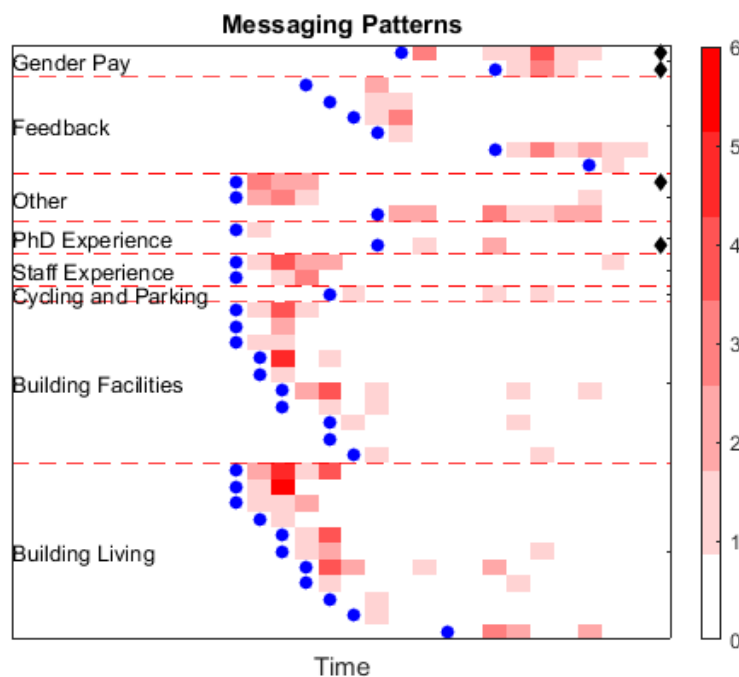 Messaging Patterns
Gender Pay
Feedback
Other
PhD Experience
Staff Experience
Cycling and Parking
Building Facilities
Building Living
Time
6
5
4
3
2
1
0